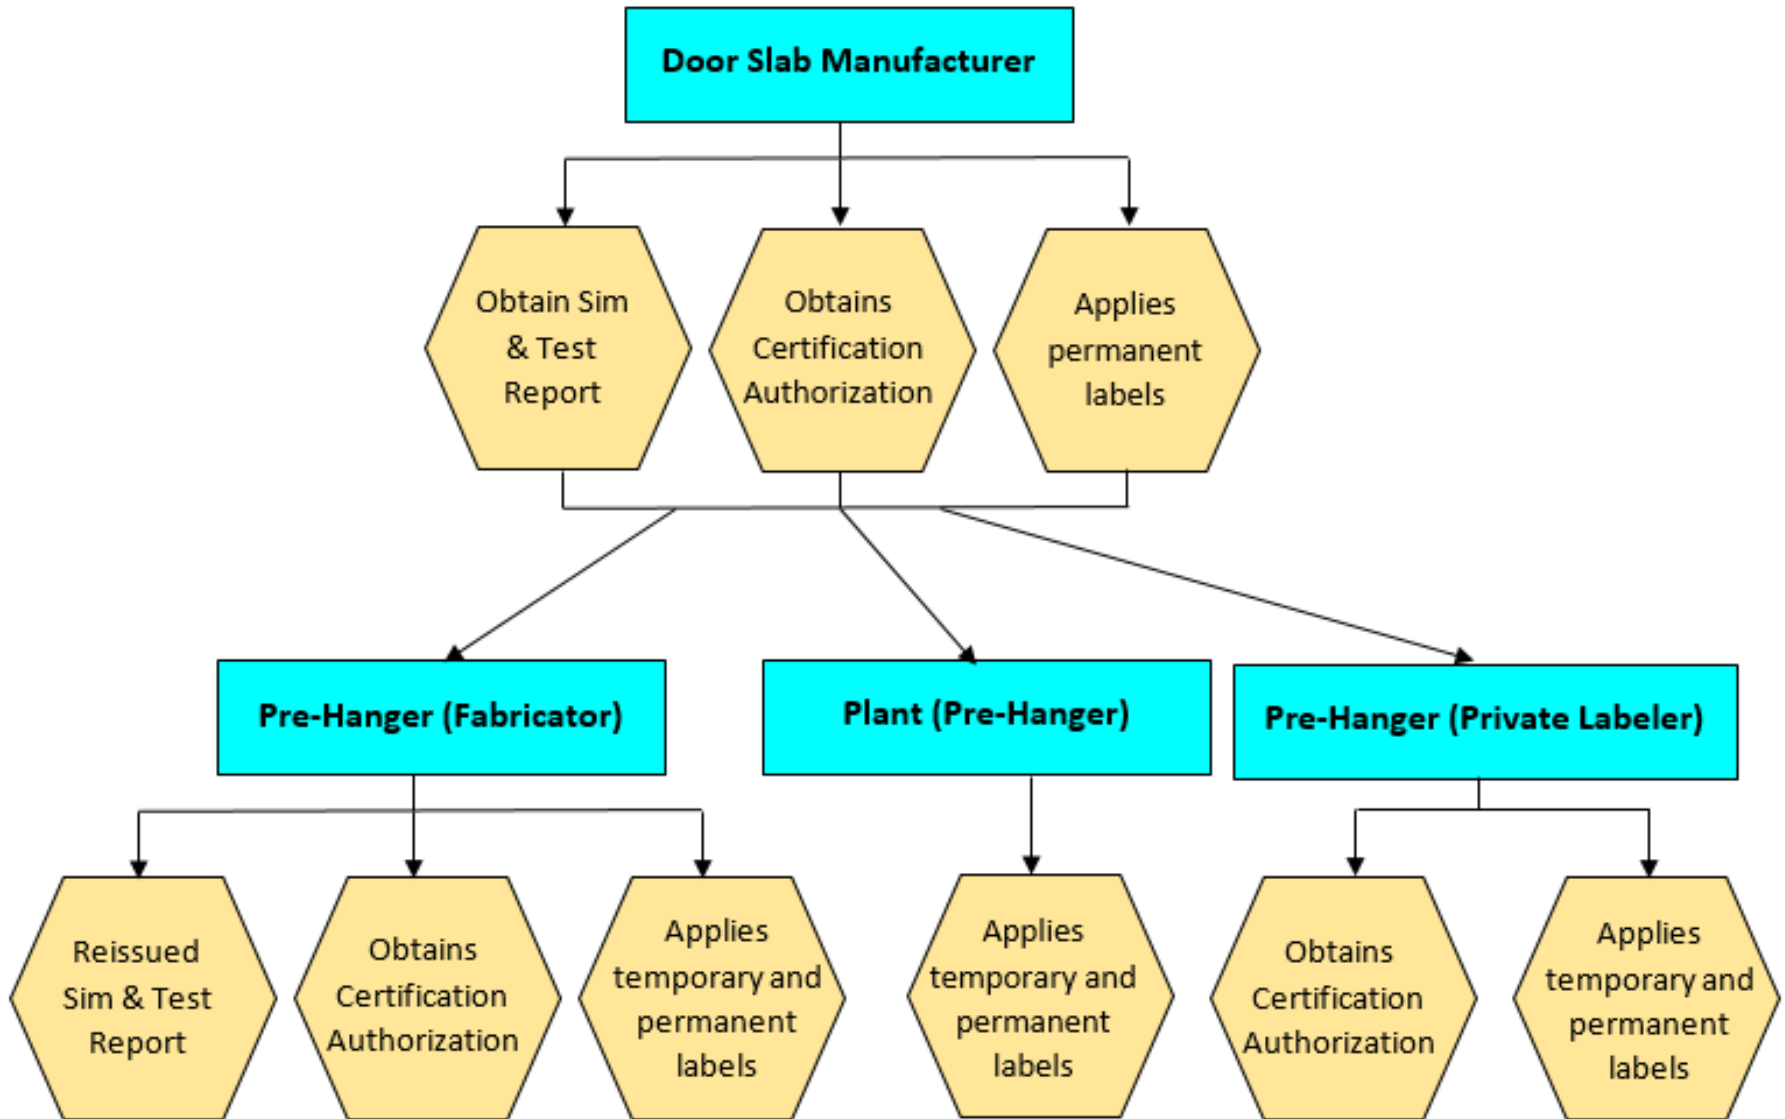 Door Slab Manufacturer
Obtain Sim
& Test
Report
Obtains
Certification
Authorization
Applies
permanent
labels
Pre-Hanger (Fabricator)
Plant (Pre-Hanger)
Pre-Hanger (Private Labeler)
Reissued
Sim & Test
Report
Obtains
Certification
Authorization
Applies
temporary and
permanent
labels
Applies
temporary and
permanent
labels
Obtains
Certification
Authorization
Applies
temporary and
permanent
labels